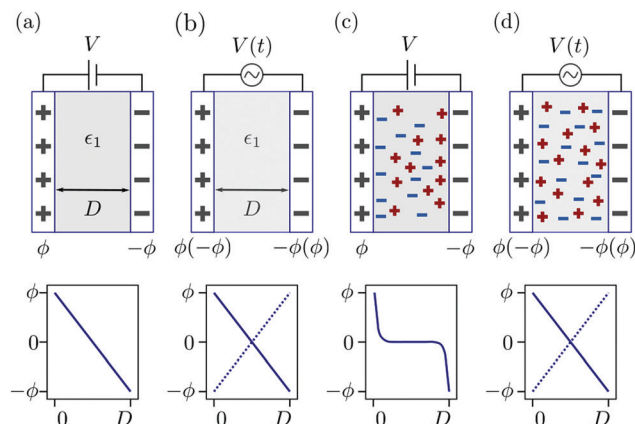 (a) (b) (c) (d)
V V(t) V V(t)
ϵ₁ ϵ₁
D D
ϕ −ϕ ϕ(−ϕ) −ϕ(ϕ) ϕ −ϕ ϕ(−ϕ) −ϕ(ϕ)
ϕ ϕ ϕ ϕ
0 0 0 0
−ϕ −ϕ −ϕ −ϕ
0 D 0 D 0 D 0 D